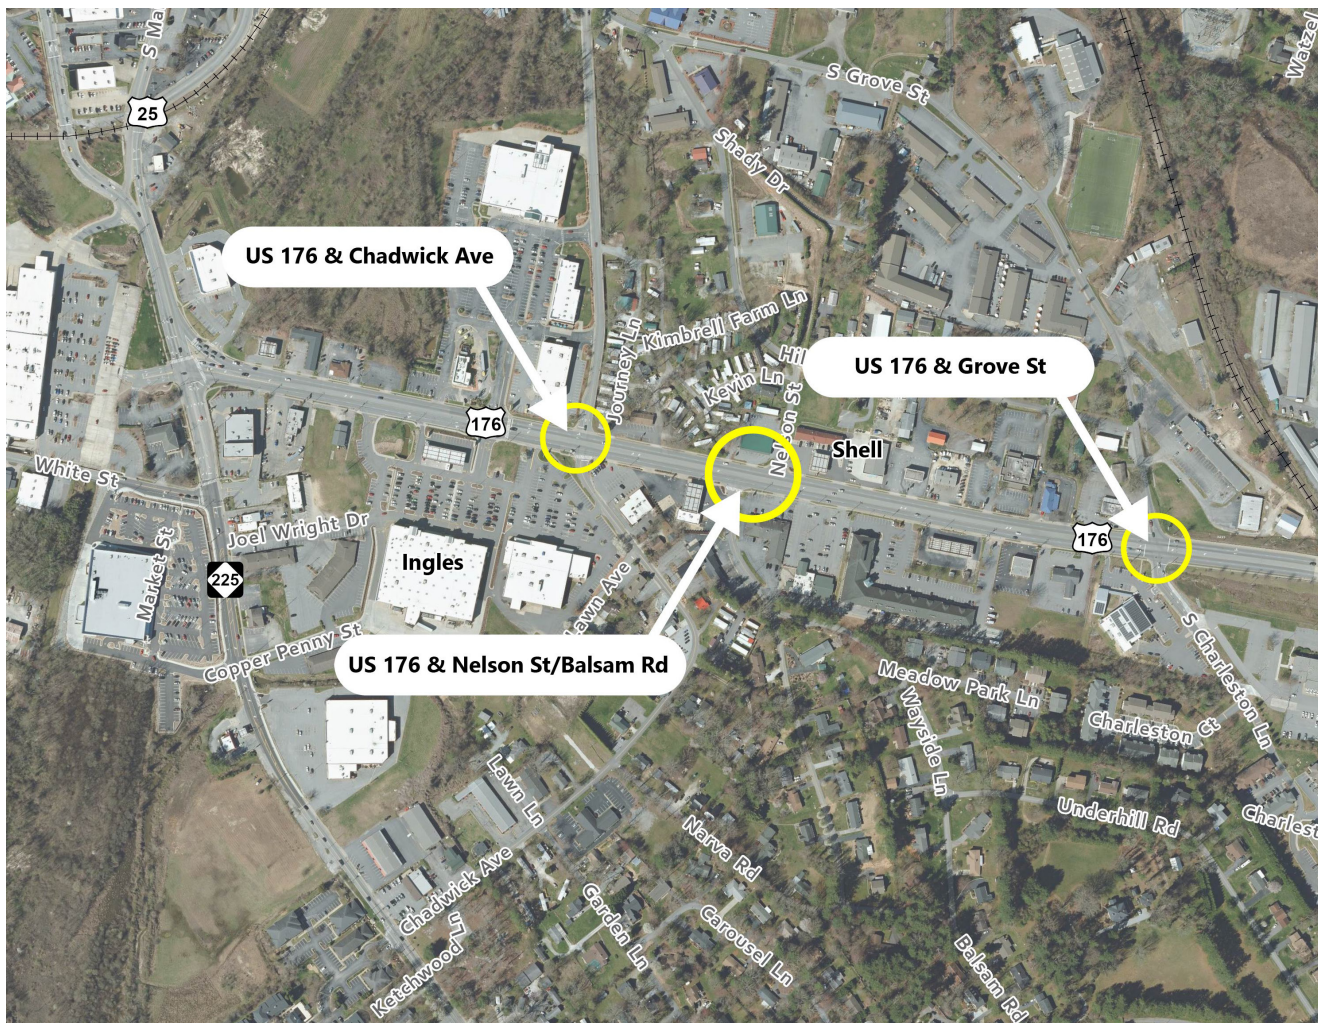 S Ma
Watzel
25
S Grove St
Shady Dr
US 176 & Chadwick Ave
Kimbrell Farm Ln
Journey Ln
Hil
Kevin Ln
US 176 & Grove St
176
Nelson St
Shell
White St
Joel Wright Dr
Market St
225
Ingles
176
Lawn Ave
Copper Penny St
US 176 & Nelson St/Balsam Rd
S Charleston Ln
Meadow Park Ln
Wayside Ln
Charleston Ct
Lawn Ln
Underhill Rd
Charlest
Narva Rd
Chadwick Ave
Garden Ln
Carousel Ln
Ketchwood Ln
Balsam Rd